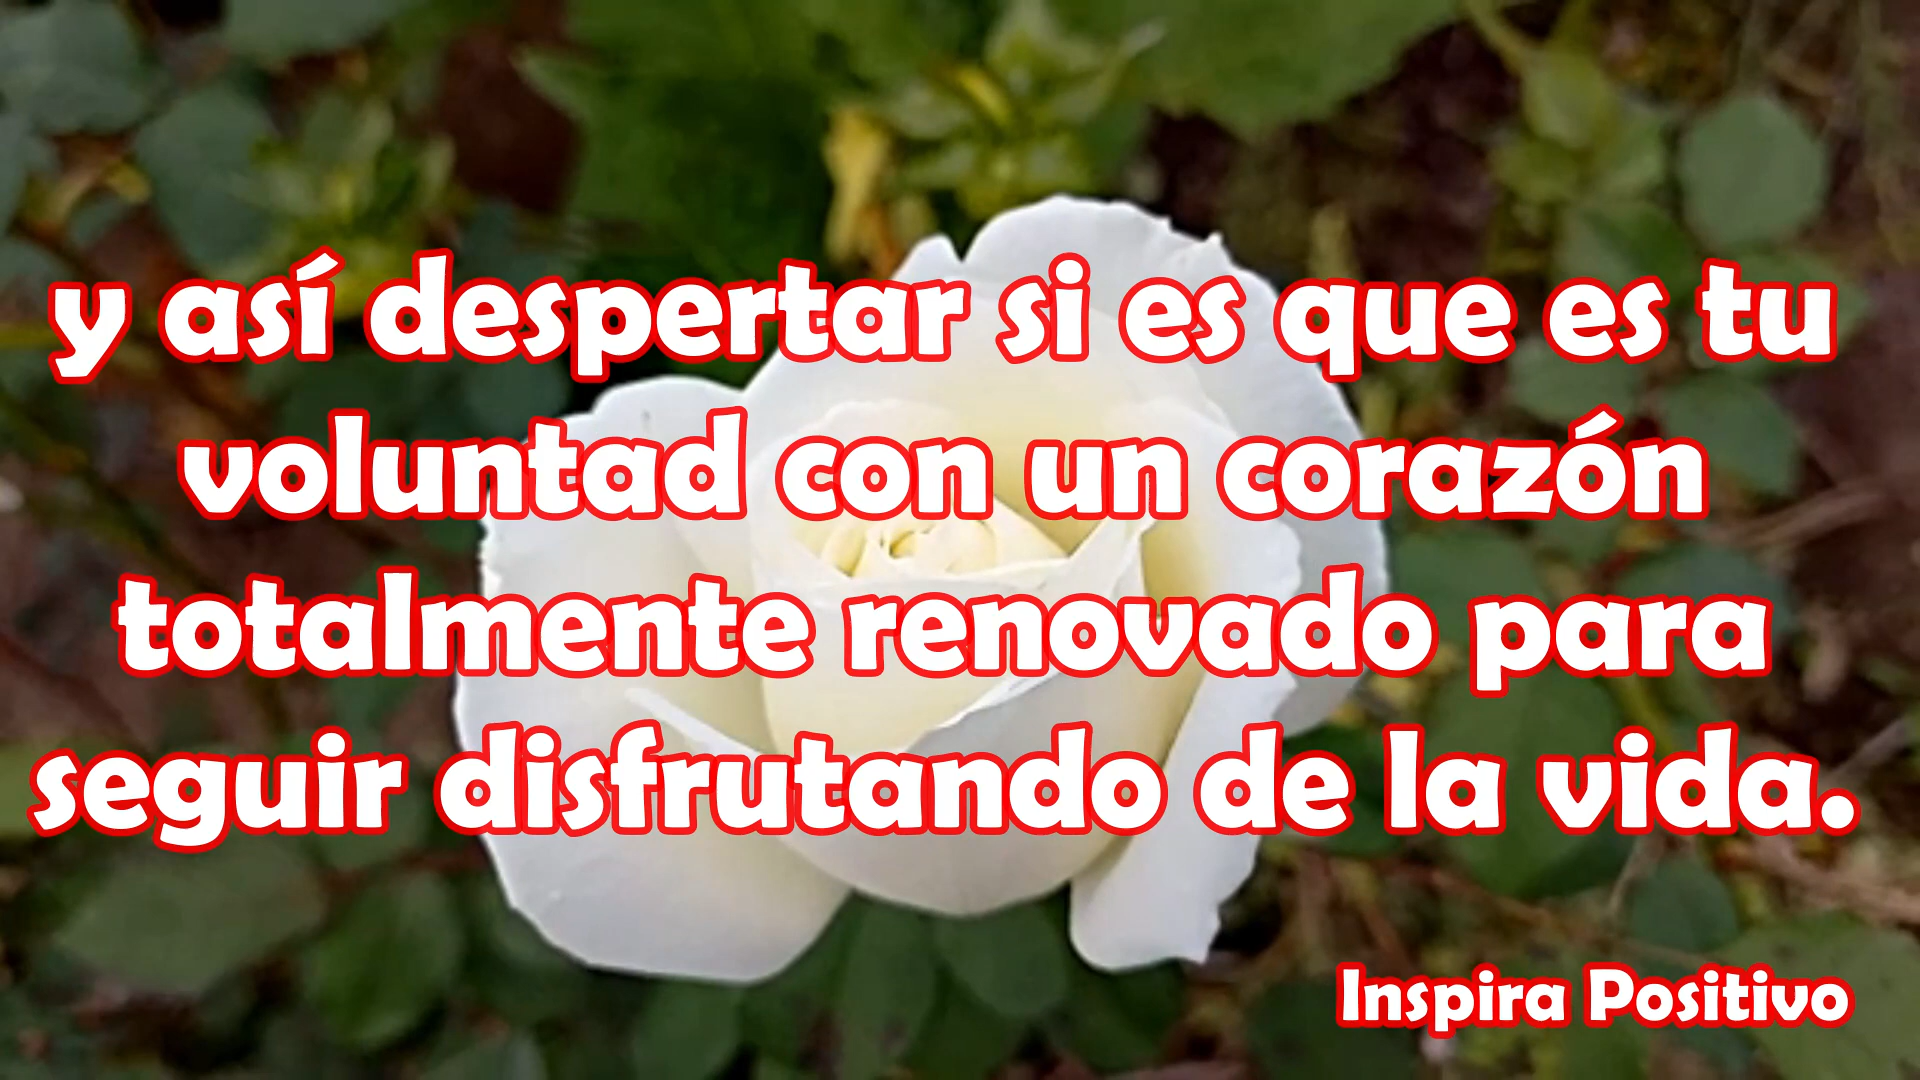 y así despertar si es que es tu
voluntad con un corazón
totalmente renovado para
seguir disfrutando de la vida.
Inspira Positivo